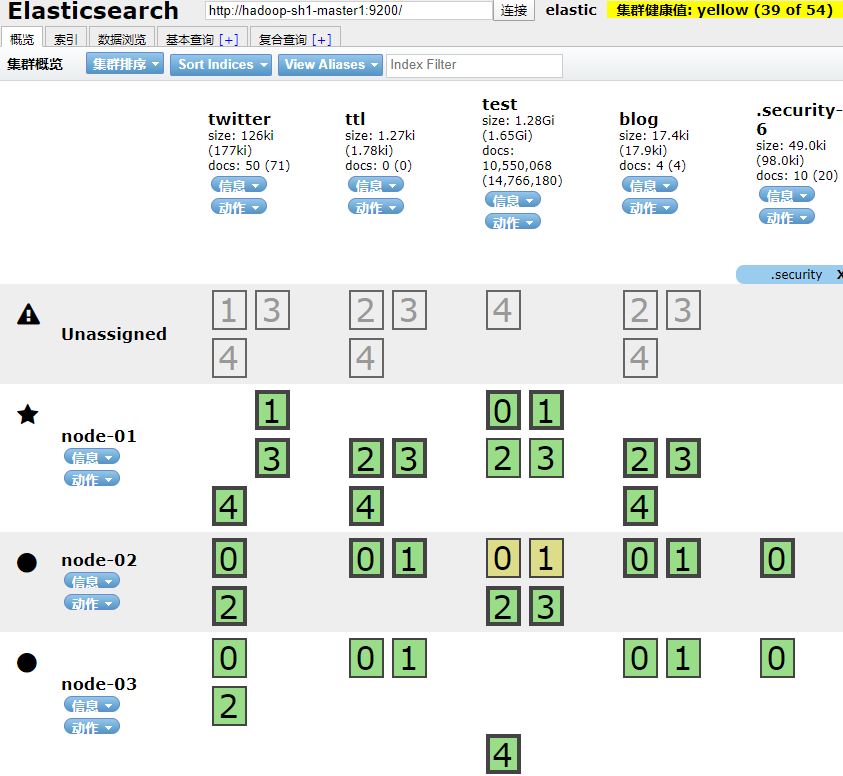 Elasticsearch
http://hadoop-sh1-master1:9200/
连接
elastic
集群健康值: yellow (39 of 54)
概览
索引
数据浏览
基本查询 [+]
复合查询 [+]
集群概览
集群排序
Sort Indices
View Aliases
Index Filter
twitter
size: 126ki
(177ki)
docs: 50 (71)
信息
动作
ttl
size: 1.27ki
(1.78ki)
docs: 0 (0)
信息
动作
test
size: 1.28Gi
(1.65Gi)
docs:
10,550,068
(14,766,180)
信息
动作
blog
size: 17.4ki
(17.9ki)
docs: 4 (4)
信息
动作
.security-
6
size: 49.0ki
(98.0ki)
docs: 10 (20)
信息
动作
.security X
Unassigned
1 3 2 3 4 2 3
4 4 4
node-01
信息
动作
1 0 1
3 2 3 2 3 2 3
4 4 4
node-02
信息
动作
0 0 1 0 1 0 1 0
2 2 3
node-03
信息
动作
0 0 1 0 1 0
2
4